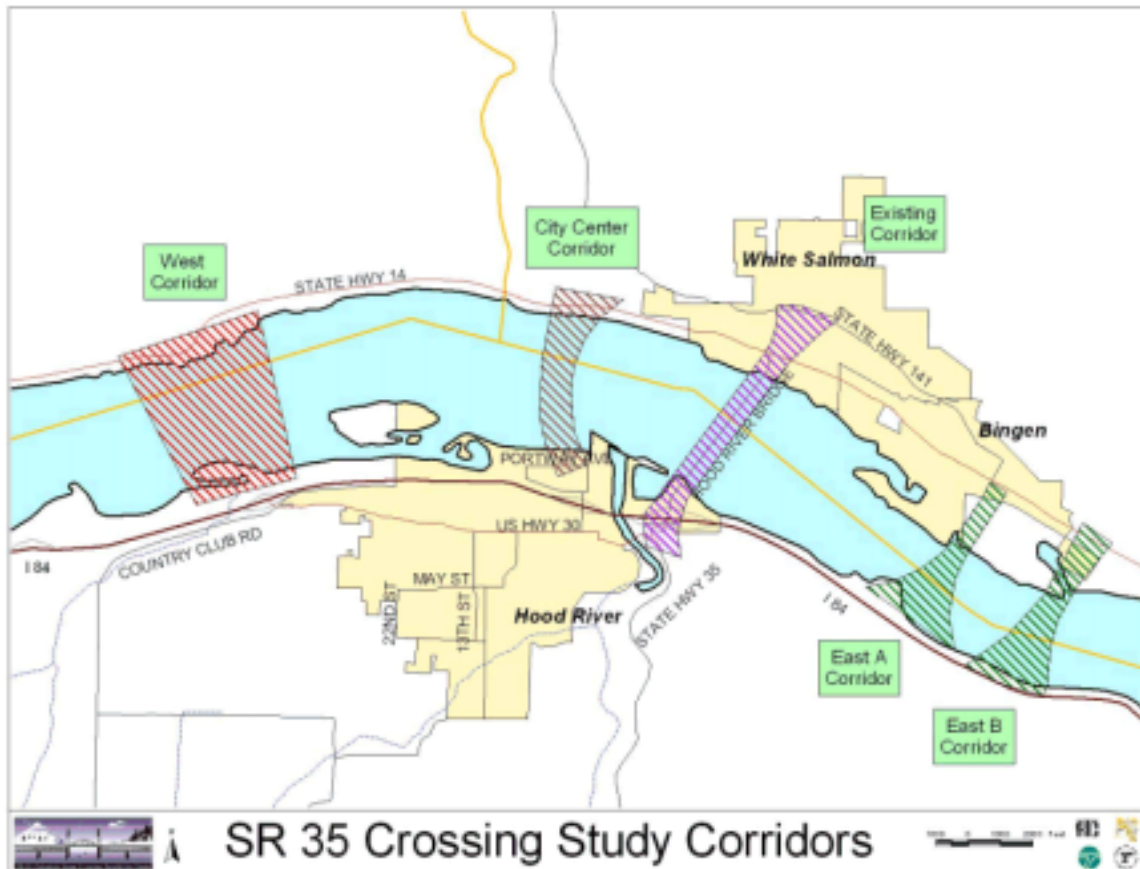 West
Corridor
STATE HWY 14
City Center
Corridor
Existing
Corridor
White Salmon
STATE HWY 141
HOOD RIVER BRIDGE
Bingen
US HWY 30
I 84
COUNTRY CLUB RD
MAY ST
22ND ST
13TH ST
Hood River
STATE HWY 35
I 84
East A
Corridor
East B
Corridor
SR 35 Crossing Study Corridors